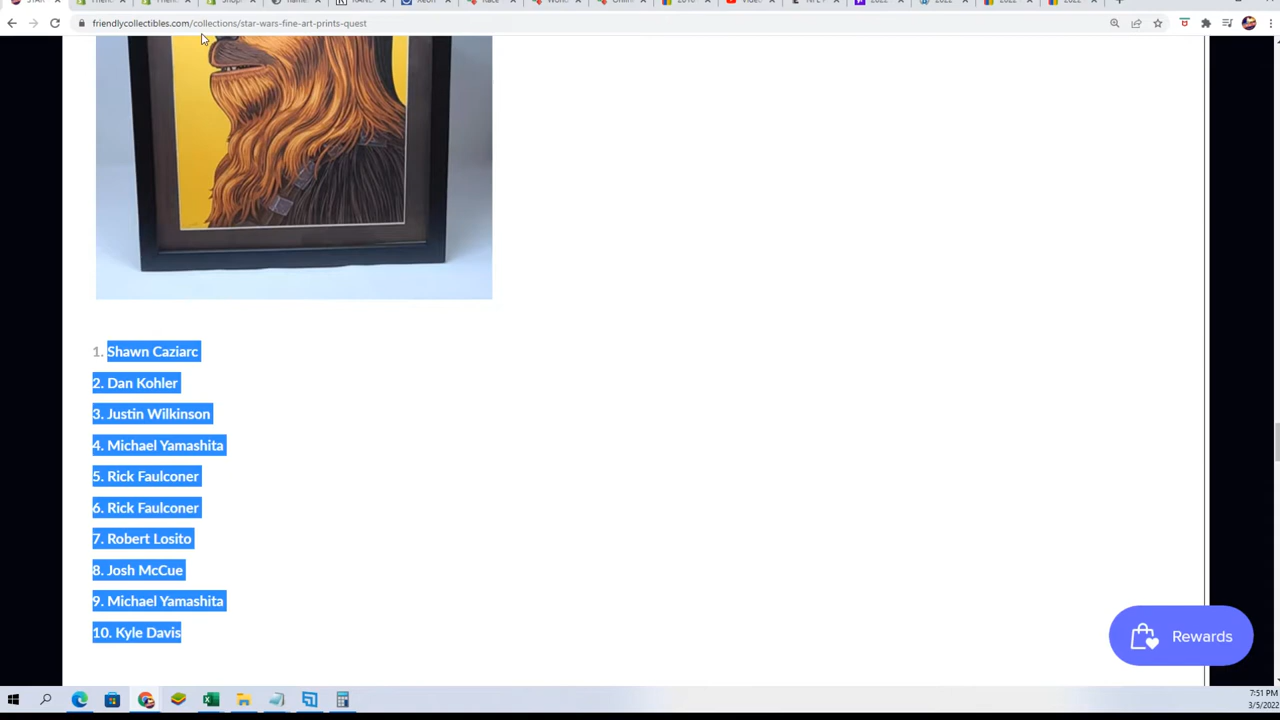 friendlycollectibles.com/collections/star-wars-fine-art-prints-quest
1. Shawn Caziarc
2. Dan Kohler
3. Justin Wilkinson
4. Michael Yamashita
5. Rick Faulconer
6. Rick Faulconer
7. Robert Losito
8. Josh McCue
9. Michael Yamashita
10. Kyle Davis
Rewards
7:51 PM
3/5/2022